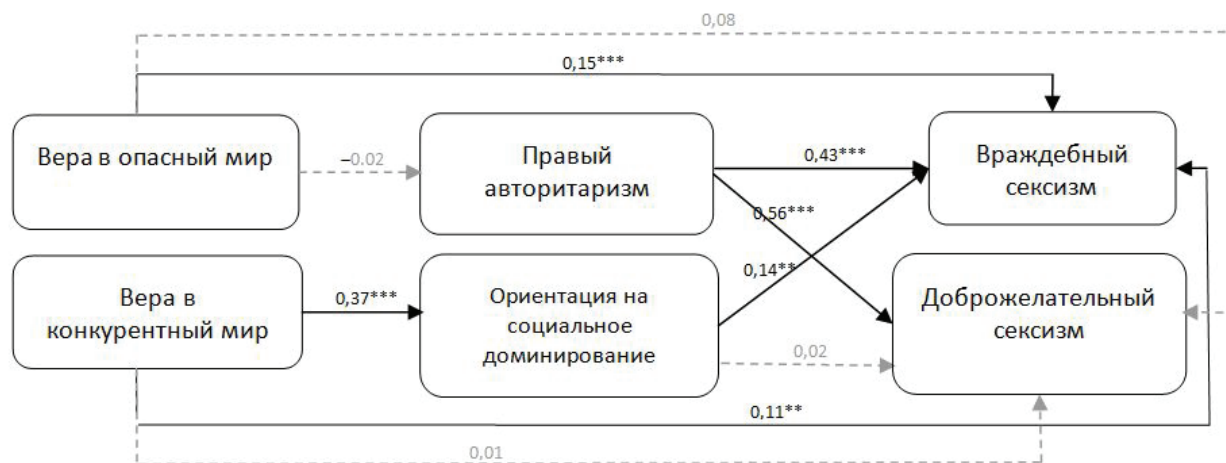 0,08
0,15***
Вера в опасный мир
–0.02
Правый
авторитаризм
0,43***
Враждебный
сексизм
0,56***
0,14**
Вера в
конкурентный мир
0,37***
Ориентация на
социальное
доминирование
0,02
Доброжелательный
сексизм
0,11**
0,01